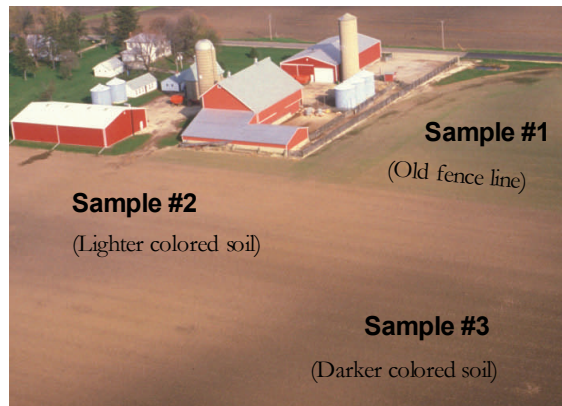 Sample #1
(Old fence line)
Sample #2
(Lighter colored soil)
Sample #3
(Darker colored soil)